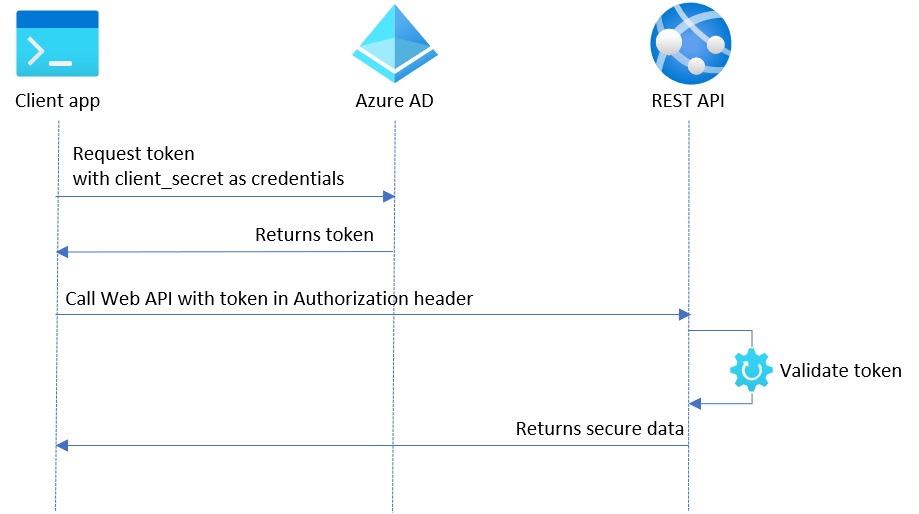 Client app
Azure AD
REST API
Request token
with client_secret as credentials
Returns token
Call Web API with token in Authorization header
Validate token
Returns secure data